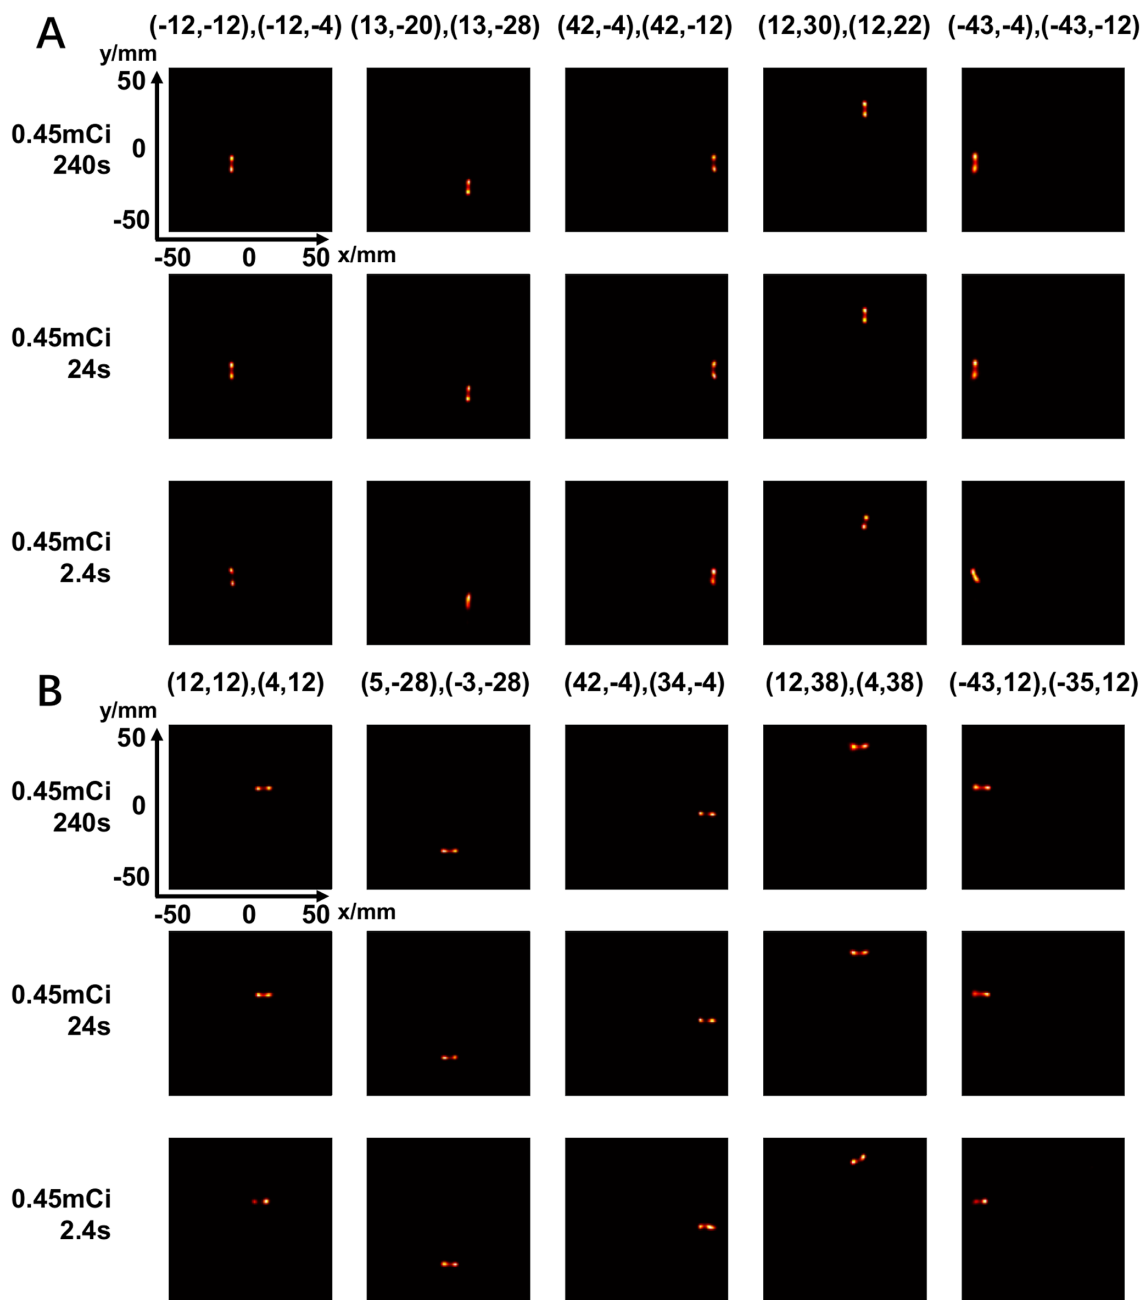 A
(-12,-12),(-12,-4) (13,-20),(13,-28) (42,-4),(42,-12) (12,30),(12,22) (-43,-4),(-43,-12)
y/mm
50
0.45mCi
240s
0
-50
-50 0 50 x/mm
0.45mCi
24s
0.45mCi
2.4s
B
(12,12),(4,12) (5,-28),(-3,-28) (42,-4),(34,-4) (12,38),(4,38) (-43,12),(-35,12)
y/mm
50
0.45mCi
240s
0
-50
-50 0 50 x/mm
0.45mCi
24s
0.45mCi
2.4s